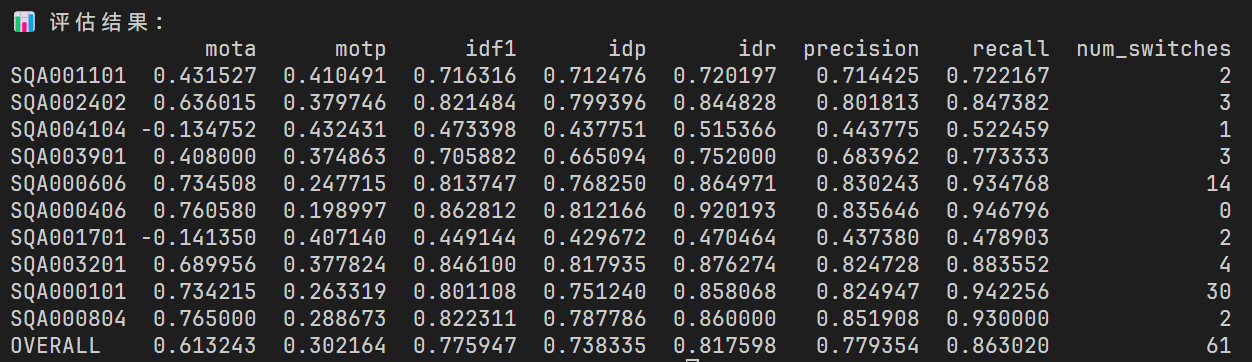 📊 评估结果:
mota motp idf1 idp idr precision recall num_switches
SQA001101 0.431527 0.410491 0.716316 0.712476 0.720197 0.714425 0.722167 2
SQA002402 0.636015 0.379746 0.821484 0.799396 0.844828 0.801813 0.847382 3
SQA004104 -0.134752 0.432431 0.473398 0.437751 0.515366 0.443775 0.522459 1
SQA003901 0.408000 0.374863 0.705882 0.665094 0.752000 0.683962 0.773333 3
SQA000606 0.734508 0.247715 0.813747 0.768250 0.864971 0.830243 0.934768 14
SQA000406 0.760580 0.198997 0.862812 0.812166 0.920193 0.835646 0.946796 0
SQA001701 -0.141350 0.407140 0.449144 0.429672 0.470464 0.437380 0.478903 2
SQA003201 0.689956 0.377824 0.846100 0.817935 0.876274 0.824728 0.883552 4
SQA000101 0.734215 0.263319 0.801108 0.751240 0.858068 0.824947 0.942256 30
SQA000804 0.765000 0.288673 0.822311 0.787786 0.860000 0.851908 0.930000 2
OVERALL 0.613243 0.302164 0.775947 0.738335 0.817598 0.779354 0.863020 61